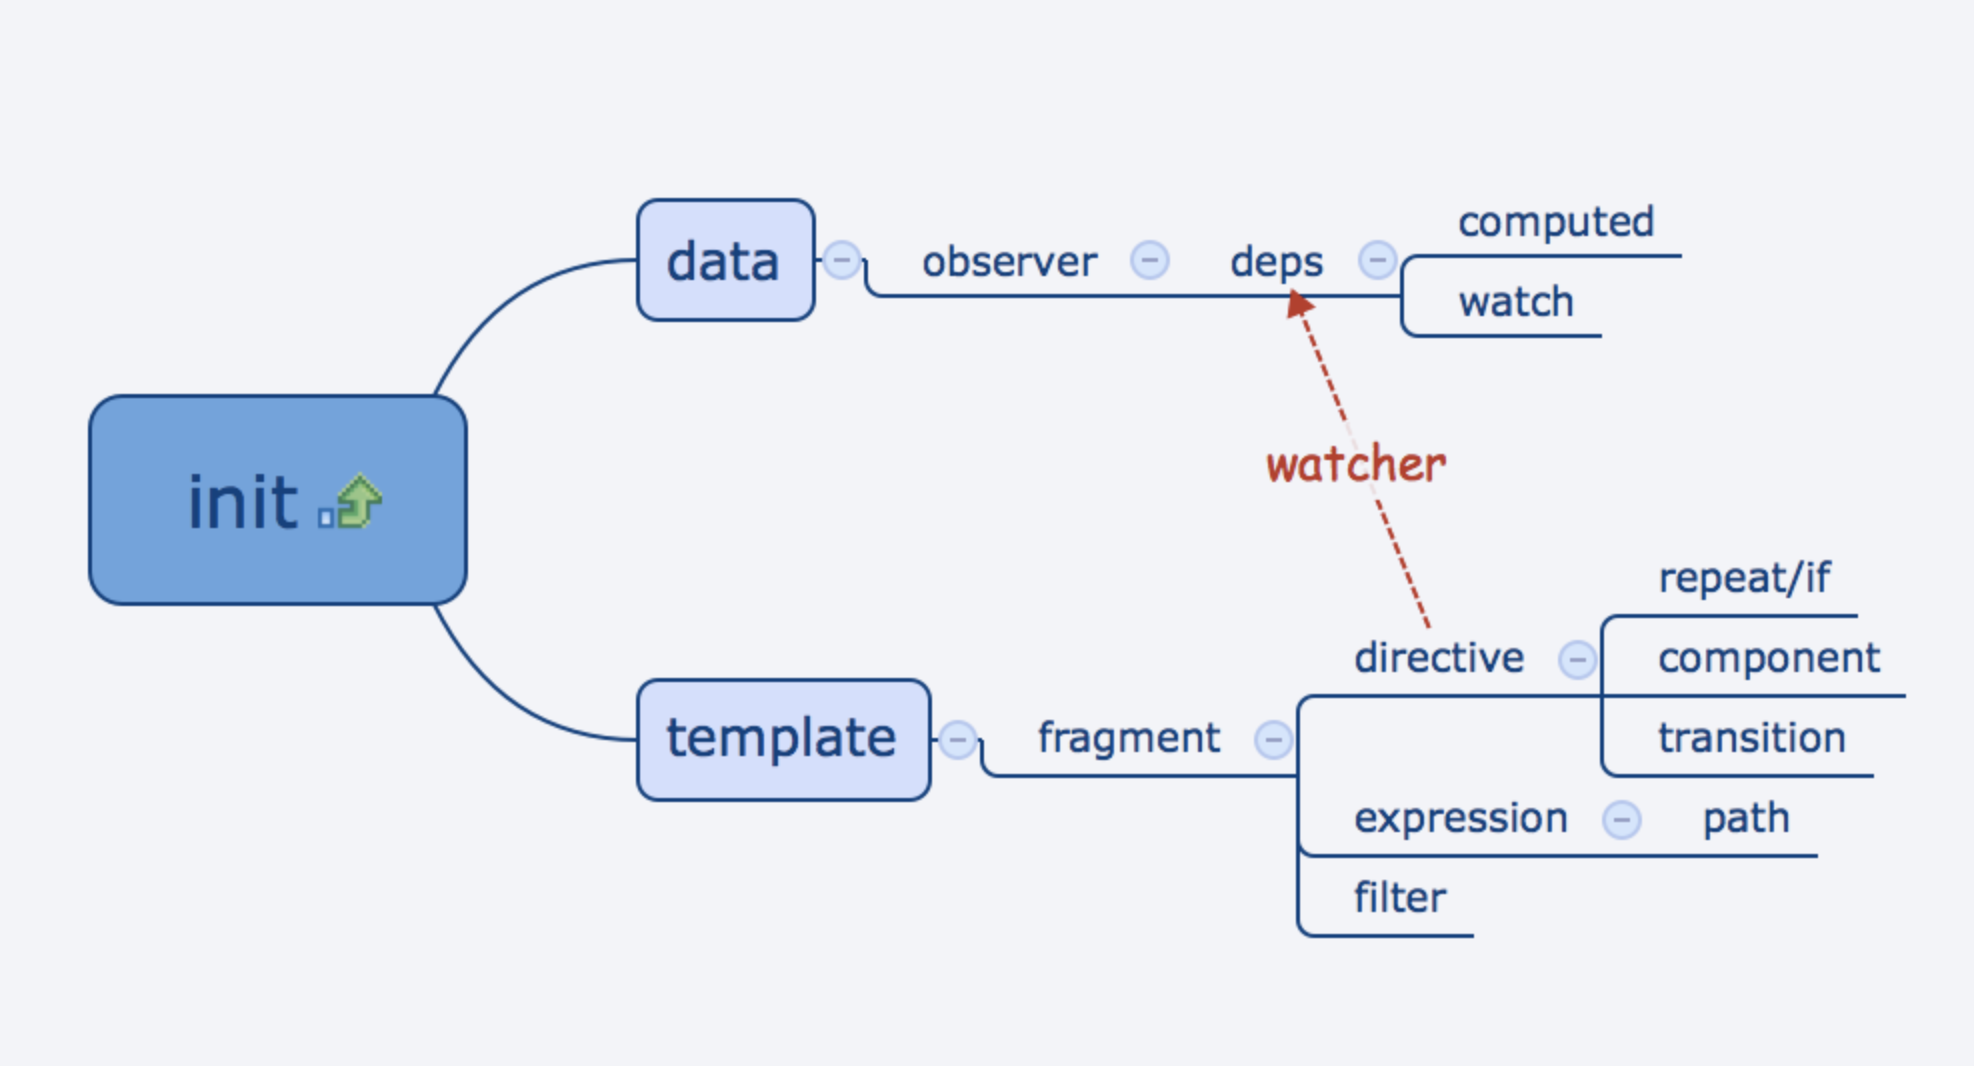 init
data
observer
deps
computed
watch
watcher
template
fragment
directive
repeat/if
component
transition
expression
path
filter